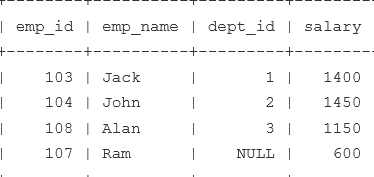 +--------+----------+---------+--------
| emp_id | emp_name | dept_id | salary
+--------+----------+---------+--------
| 103 | Jack | 1 | 1400
| 104 | John | 2 | 1450
| 108 | Alan | 3 | 1150
| 107 | Ram | NULL | 600